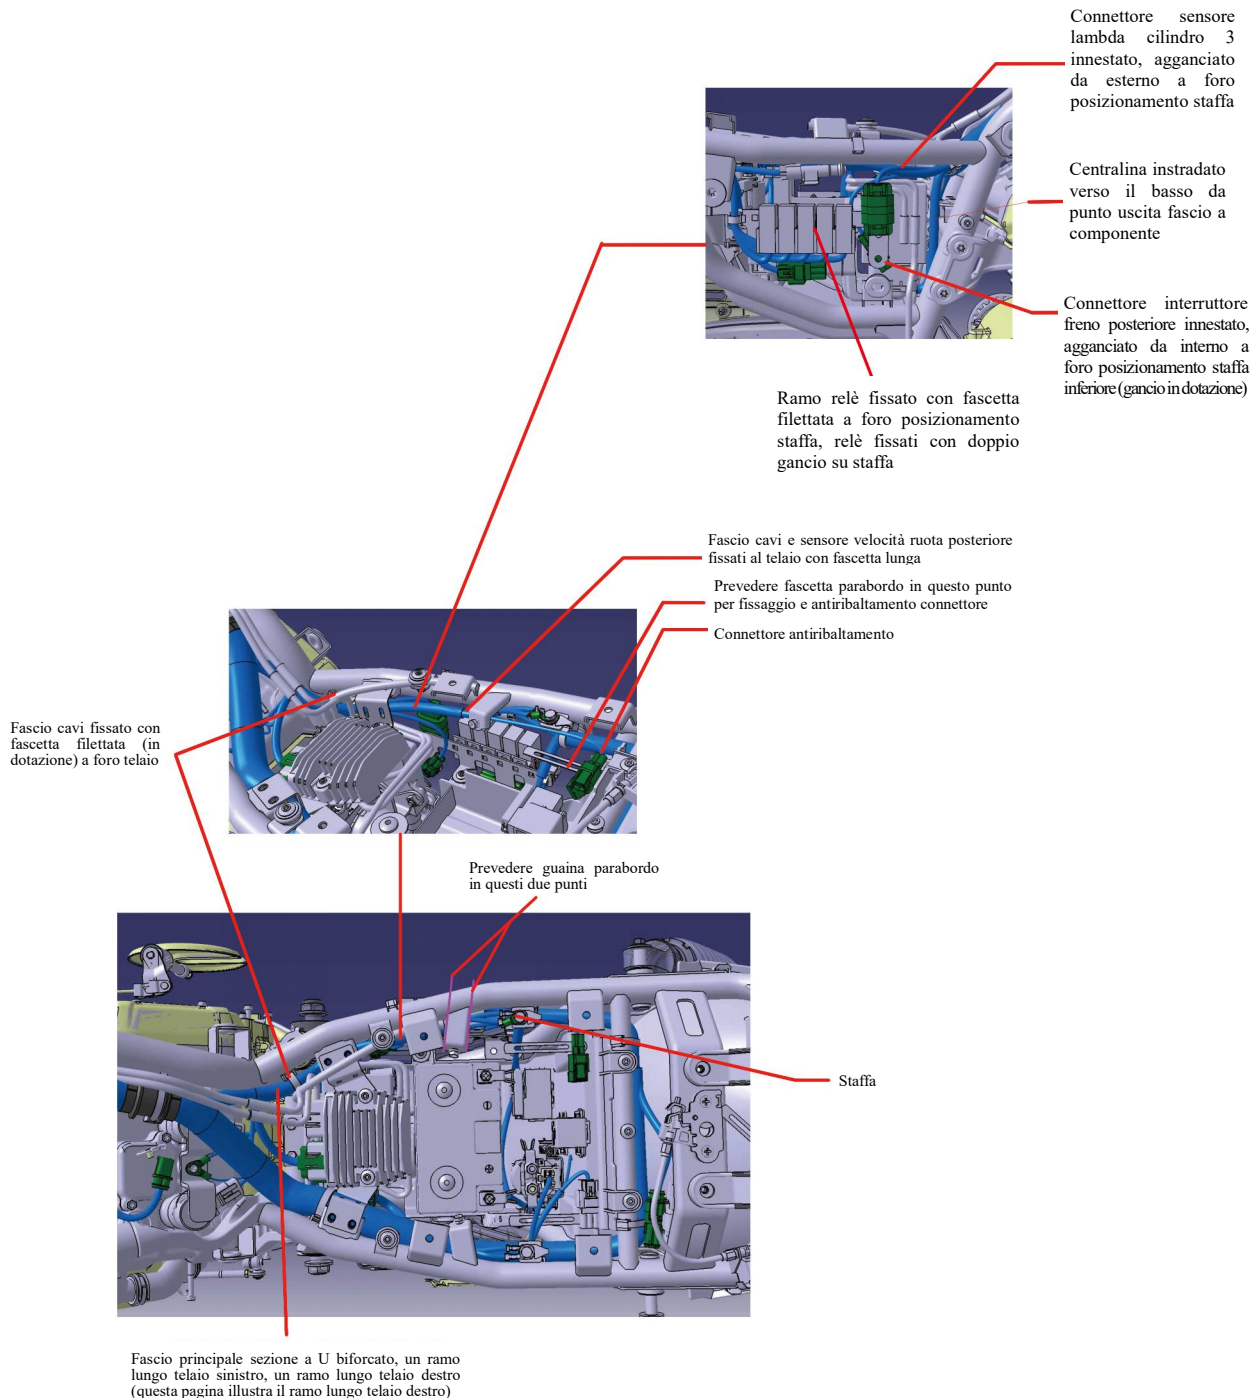 Connettore sensore
lambda cilindro 3
innestato, agganciato
da esterno a foro
posizionamento staffa
Centralina instradato
verso il basso da
punto uscita fascio a
componente
Connettore interruttore
freno posteriore innestato,
agganciato da interno a
foro posizionamento staffa
inferiore (gancio in dotazione)
Ramo relè fissato con fascetta
filettata a foro posizionamento
staffa, relè fissati con doppio
gancio su staffa
Fascio cavi e sensore velocità ruota posteriore
fissati al telaio con fascetta lunga
Prevedere fascetta parabordo in questo punto
per fissaggio e antiribaltamento connettore
Connettore antiribaltamento
Fascio cavi fissato con
fascetta filettata (in
dotazione) a foro telaio
Prevedere guaina parabordo
in questi due punti
Staffa
Fascio principale sezione a U biforcato, un ramo
lungo telaio sinistro, un ramo lungo telaio destro
(questa pagina illustra il ramo lungo telaio destro)